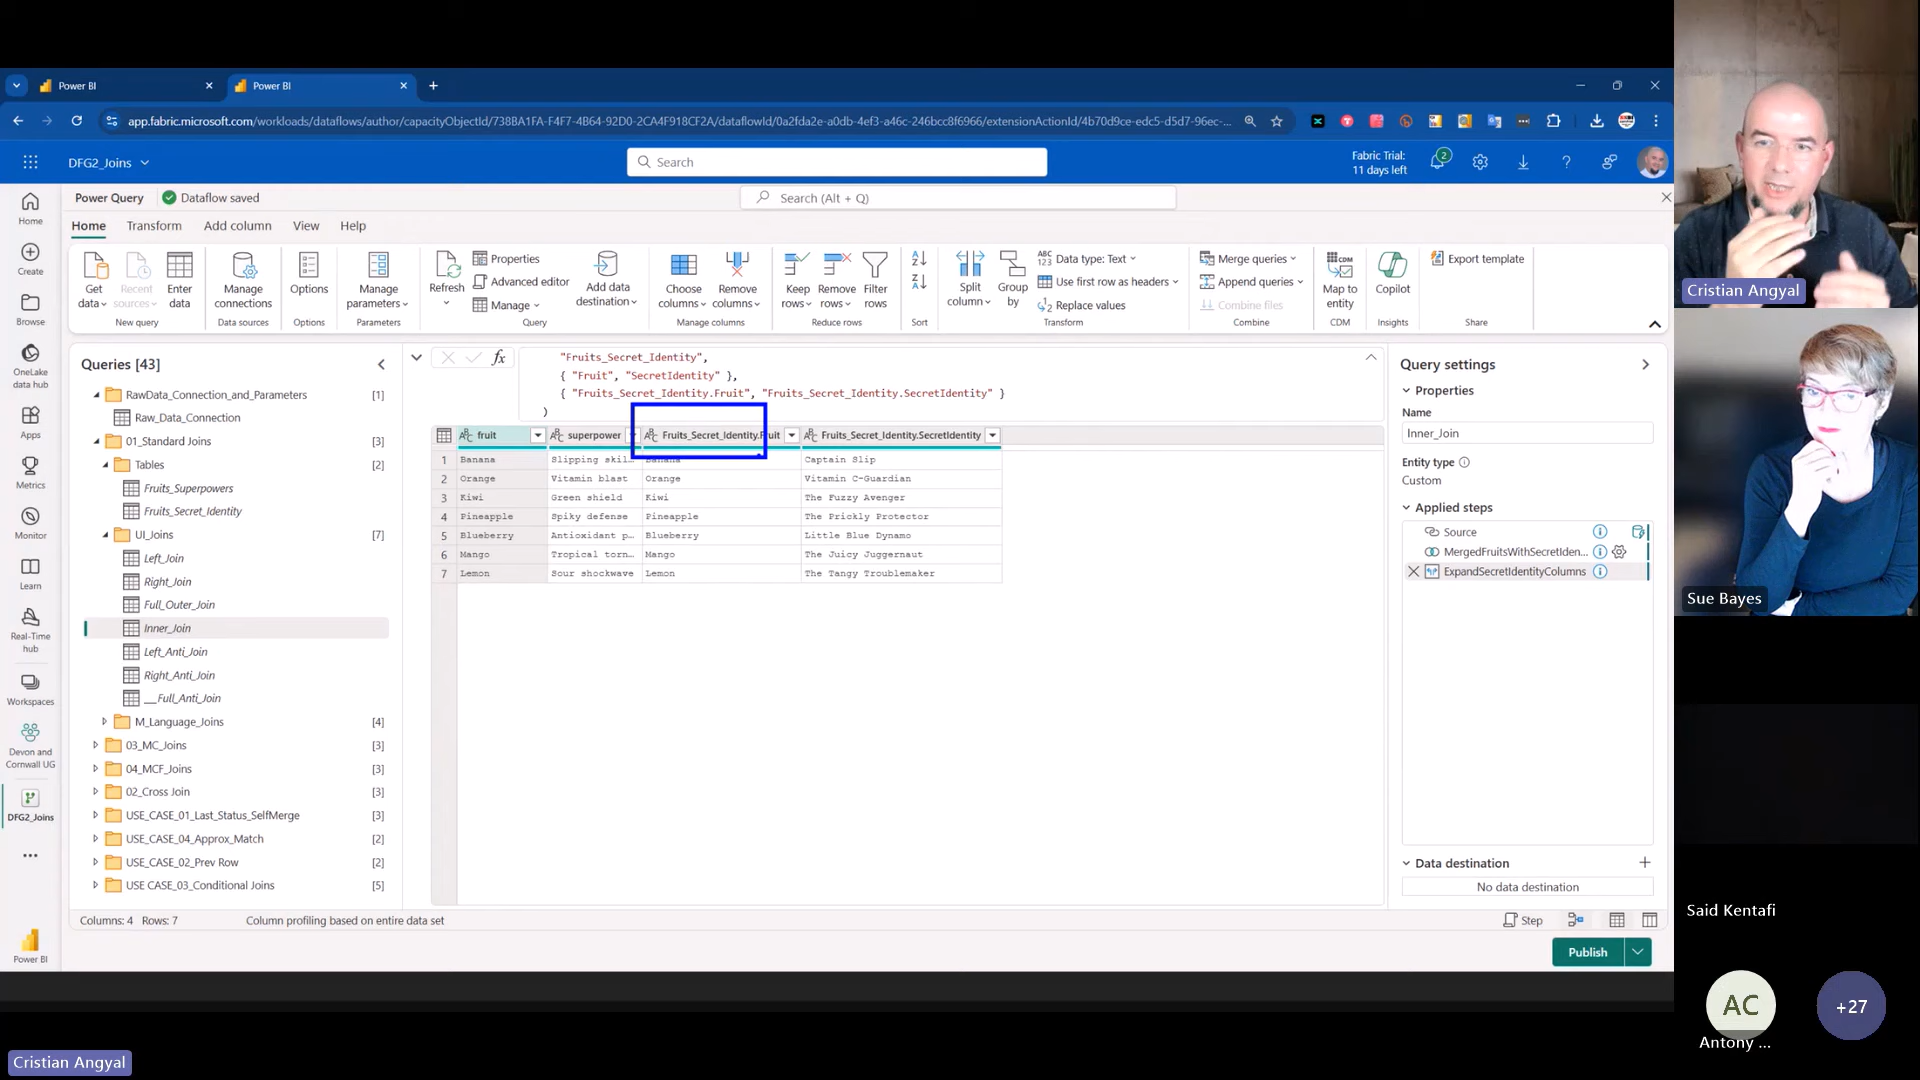 Power BI
Power BI
app.fabric.microsoft.com/workloads/dataflows/author/capacityObjectId/738BA1FA-F4F7-4B64-92D0-2CA4F918CF2A/dataflowId/0a2fda2e-a0db-4ef3-a46c-246bcc8f6966/extensionActionId/4b70d9ce-edc5-d5d7-96ec-...
DFG2_Joins
Search
Fabric Trial:
11 days left
2
Power Query
Dataflow saved
Search (Alt + Q)
Home Transform Add column View Help
Get data
Recent sources
Enter data
New query
Manage connections
Data sources
Options
Options
Manage parameters
Parameters
Refresh
Properties
Advanced editor
Manage
Query
Add data destination
Choose columns
Remove columns
Manage columns
Keep rows
Remove rows
Filter rows
Reduce rows
Sort
Split column
Group by
Data type: Text
Use first row as headers
Replace values
Transform
Merge queries
Append queries
Combine files
Combine
Map to entity
CDM
Copilot
Insights
Export template
Share
Home
Create
Browse
OneLake data hub
Apps
Metrics
Monitor
Learn
Real-Time hub
Workspaces
Devon and Cornwall UG
DFG2_Joins
Power BI
Queries [43]
RawData_Connection_and_Parameters [1]
Raw_Data_Connection
01_Standard Joins [3]
Tables [2]
Fruits_Superpowers
Fruits_Secret_Identity
UI_Joins [7]
Left_Join
Right_Join
Full_Outer_Join
Inner_Join
Left_Anti_Join
Right_Anti_Join
__Full_Anti_Join
M_Language_Joins [4]
03_MC_Joins [3]
04_MCF_Joins [3]
02_Cross Join [3]
USE_CASE_01_Last_Status_SelfMerge [3]
USE_CASE_04_Approx_Match [2]
USE_CASE_02_Prev Row [2]
USE CASE_03_Conditional Joins [5]
fx
"Fruits_Secret_Identity",
{ "Fruit", "SecretIdentity" },
{ "Fruits_Secret_Identity.Fruit", "Fruits_Secret_Identity.SecretIdentity" }
)
fruit superpower Fruits_Secret_Identity.Fruit Fruits_Secret_Identity.SecretIdentity
1 Banana Slipping skil... Banana Captain Slip
2 Orange Vitamin blast Orange Vitamin C-Guardian
3 Kiwi Green shield Kiwi The Fuzzy Avenger
4 Pineapple Spiky defense Pineapple The Prickly Protector
5 Blueberry Antioxidant p... Blueberry Little Blue Dynamo
6 Mango Tropical torn... Mango The Juicy Juggernaut
7 Lemon Sour shockwave Lemon The Tangy Troublemaker
Query settings
Properties
Name
Inner_Join
Entity type
Custom
Applied steps
Source
MergedFruitsWithSecretIden...
ExpandSecretIdentityColumns
Data destination
No data destination
Columns: 4 Rows: 7 Column profiling based on entire data set
Step
Publish
Cristian Angyal
Sue Bayes
Said Kentafi
AC
Antony ...
+27
Cristian Angyal